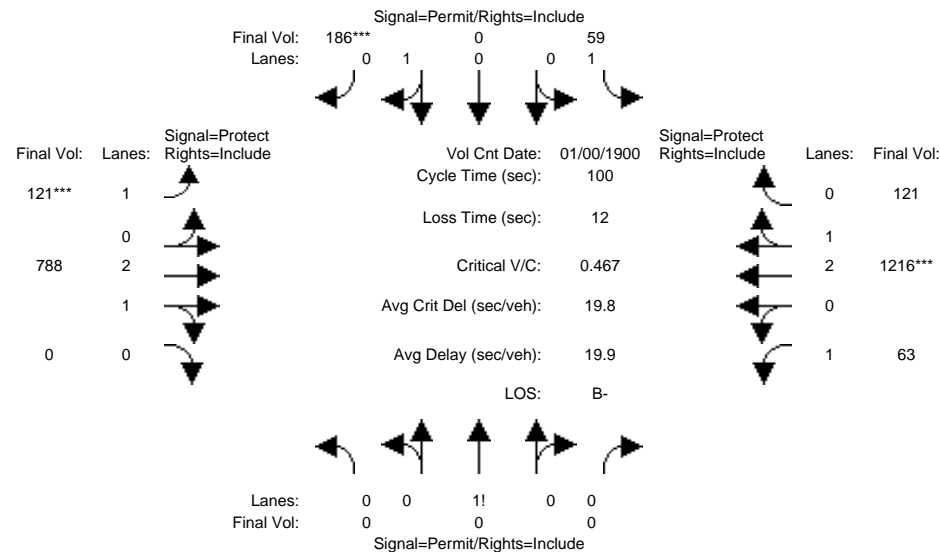 Signal=Permit/Rights=Include
Final Vol: 186*** 0 59
Lanes: 0 1 0 0 1
Signal=Protect Signal=Protect
Final Vol: Lanes: Rights=Include Vol Cnt Date: 01/00/1900 Rights=Include Lanes: Final Vol:
Cycle Time (sec): 100
121*** 1 0 121
Loss Time (sec): 12
0 1
788 2 Critical V/C: 0.467 2 1216***
1 Avg Crit Del (sec/veh): 19.8 0
0 0 Avg Delay (sec/veh): 19.9 1 63
LOS: B-
Lanes: 0 0 1! 0 0
Final Vol: 0 0 0
Signal=Permit/Rights=Include